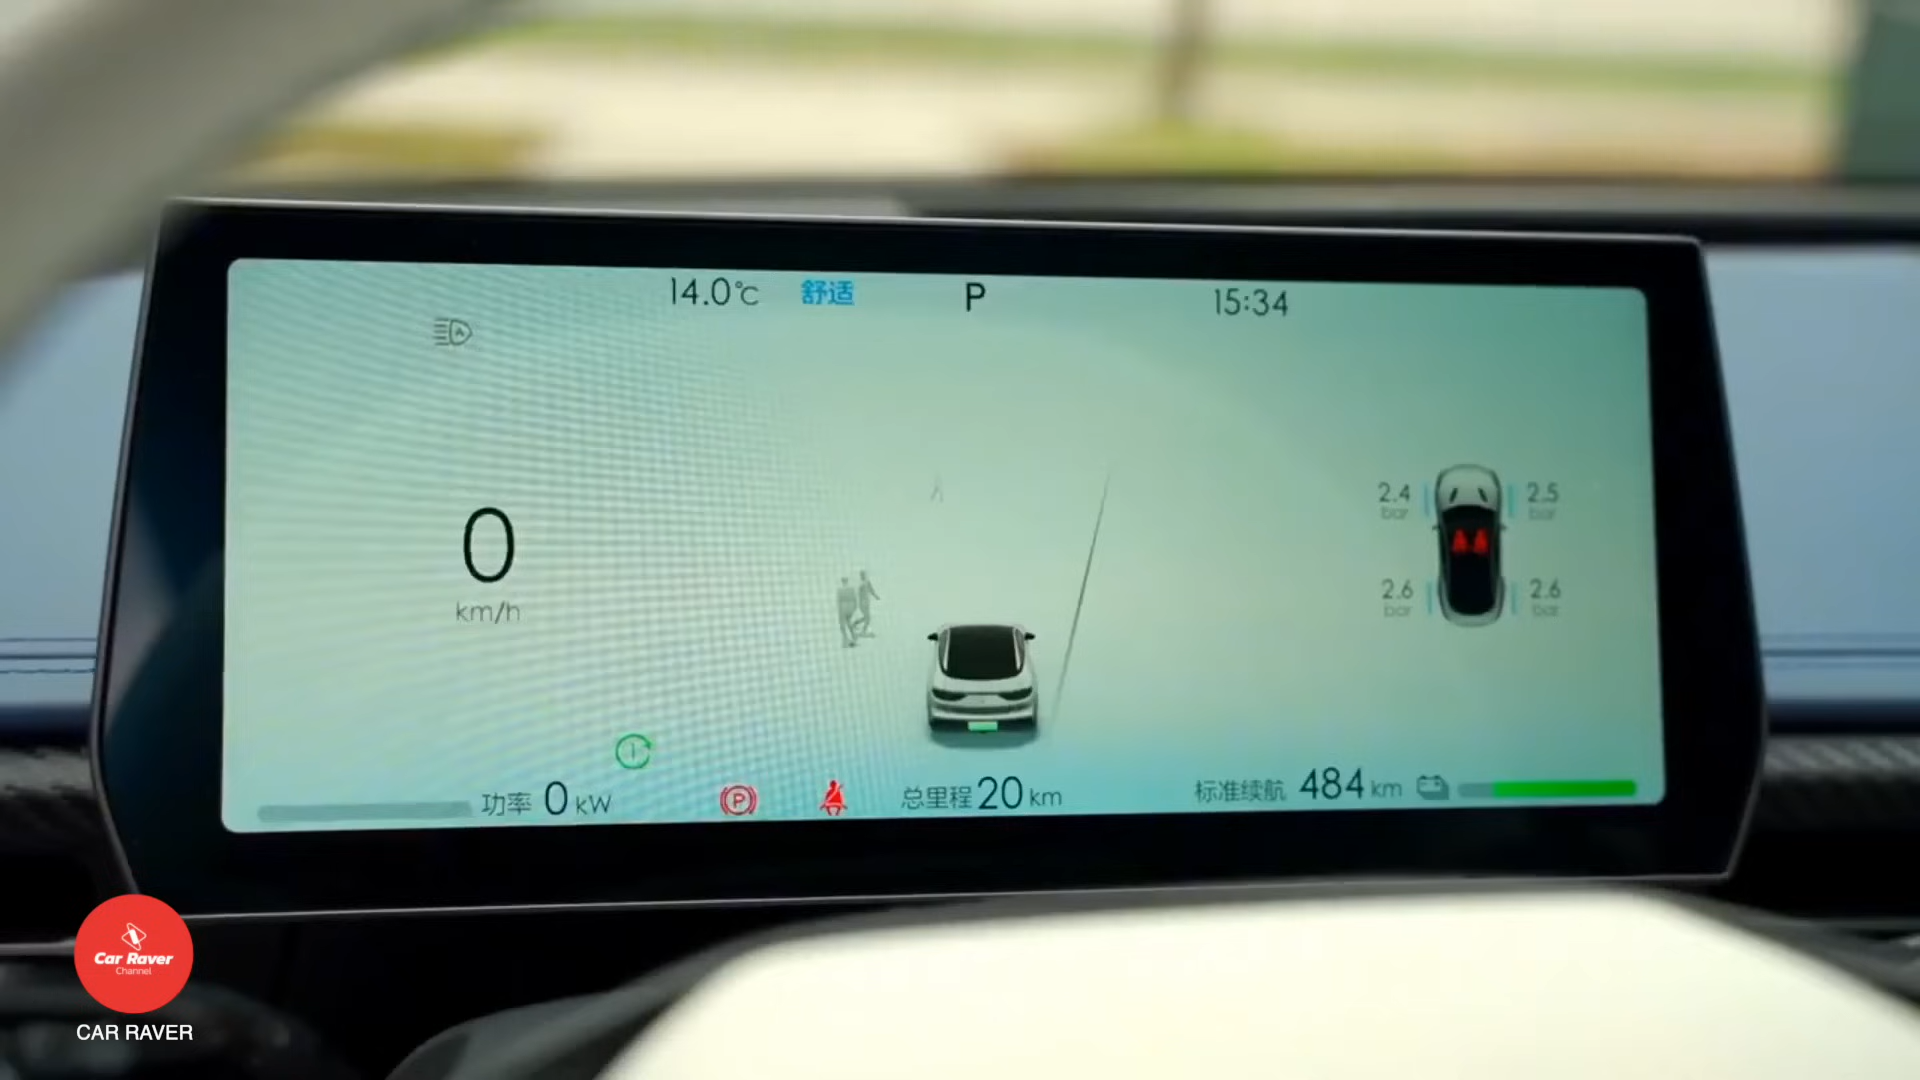 14.0℃ 舒适 P 15:34
2.4 bar 2.5 bar
0
km/h
2.6 bar 2.6 bar
功率 0 kW P 总里程 20 km 标准续航 484 km
Car Raver
Channel
CAR RAVER